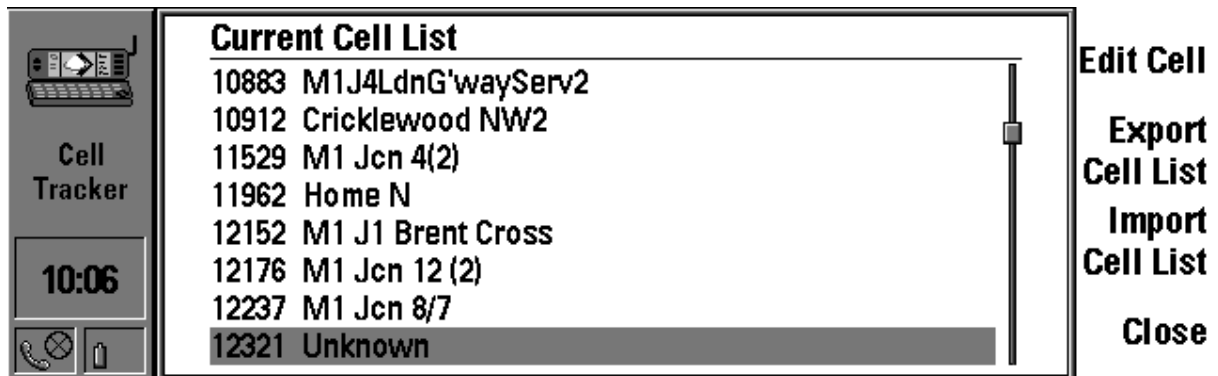 Cell
Tracker
10:06
Current Cell List
10883 M1J4LdnG'wayServ2
10912 Cricklewood NW2
11529 M1 Jcn 4(2)
11962 Home N
12152 M1 J1 Brent Cross
12176 M1 Jcn 12 (2)
12237 M1 Jcn 8/7
12321 Unknown
Edit Cell
Export
Cell List
Import
Cell List
Close